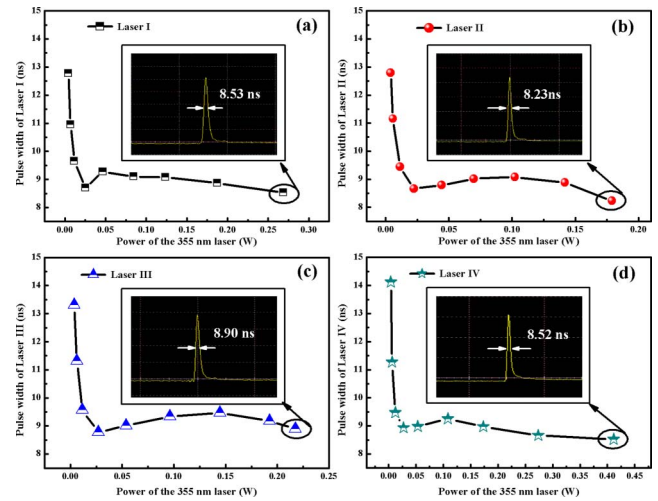 Laser I
(a)
8.53 ns
Pulse width of Laser I (ns)
14
13
12
11
10
9
8
0.00 0.05 0.10 0.15 0.20 0.25 0.30
Power of the 355 nm laser (W)
Laser II
(b)
8.23ns
Pulse width of Laser II (ns)
14
13
12
11
10
9
8
0.00 0.05 0.10 0.15 0.20
Power of the 355 nm laser (W)
Laser III
(c)
8.90 ns
Pulse width of Laser III (ns)
15
14
13
12
11
10
9
8
0.00 0.05 0.10 0.15 0.20 0.25
Power of the 355 nm laser (W)
Laser IV
(d)
8.52 ns
Pulse width of Laser IV (ns)
15
14
13
12
11
10
9
8
0.00 0.05 0.10 0.15 0.20 0.25 0.30 0.35 0.40 0.45
Power of the 355 nm laser (W)